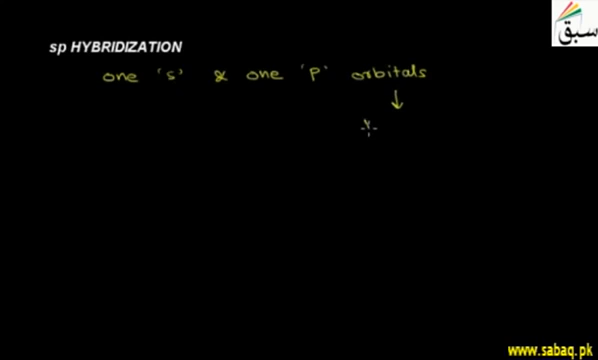 سبق
sp HYBRIDIZATION
one 's' & one 'p' orbitals
www.sabaq.pk